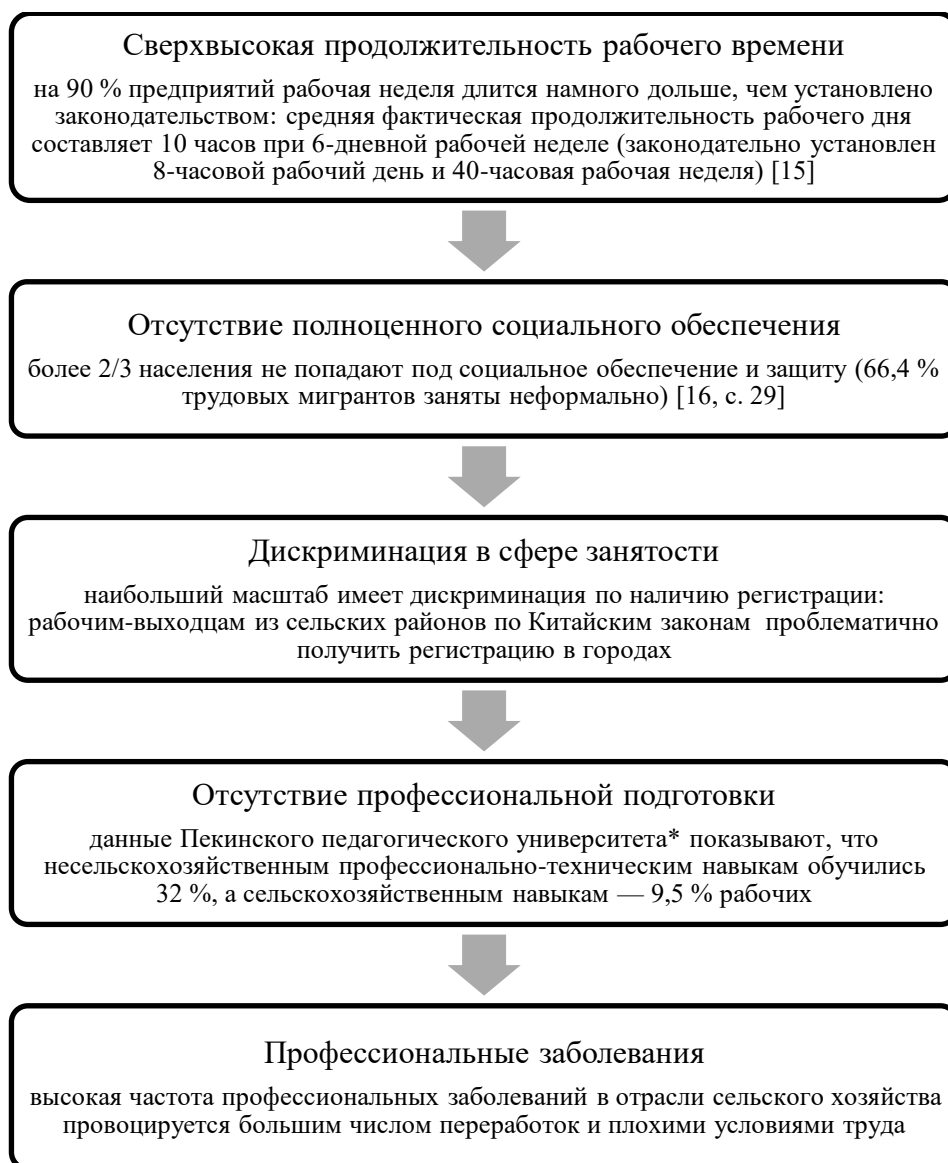 Сверхвысокая продолжительность рабочего времени
на 90 % предприятий рабочая неделя длится намного дольше, чем установлено
законодательством: средняя фактическая продолжительность рабочего дня
составляет 10 часов при 6-дневной рабочей неделе (законодательно установлен
8-часовой рабочий день и 40-часовая рабочая неделя) [15]
Отсутствие полноценного социального обеспечения
более 2/3 населения не попадают под социальное обеспечение и защиту (66,4 %
трудовых мигрантов заняты неформально) [16, с. 29]
Дискриминация в сфере занятости
наибольший масштаб имеет дискриминация по наличию регистрации:
рабочим-выходцам из сельских районов по Китайским законам  проблематично
получить регистрацию в городах
Отсутствие профессиональной подготовки
данные Пекинского педагогического университета* показывают, что
несельскохозяйственным профессионально-техническим навыкам обучились
32 %, а сельскохозяйственным навыкам — 9,5 % рабочих
Профессиональные заболевания
высокая частота профессиональных заболеваний в отрасли сельского хозяйства
провоцируется большим числом переработок и плохими условиями труда